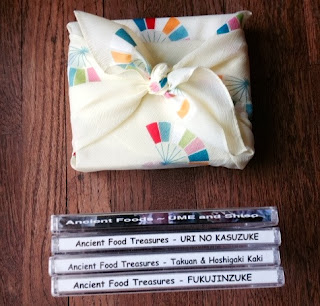 Ancient Foods ~ UME and Shiso
Ancient Food Treasures - URI NO KASUZUKE
Ancient Food Treasures - Takuan & Hoshigaki Kaki
Ancient Food Treasures - FUKUJINZUKE